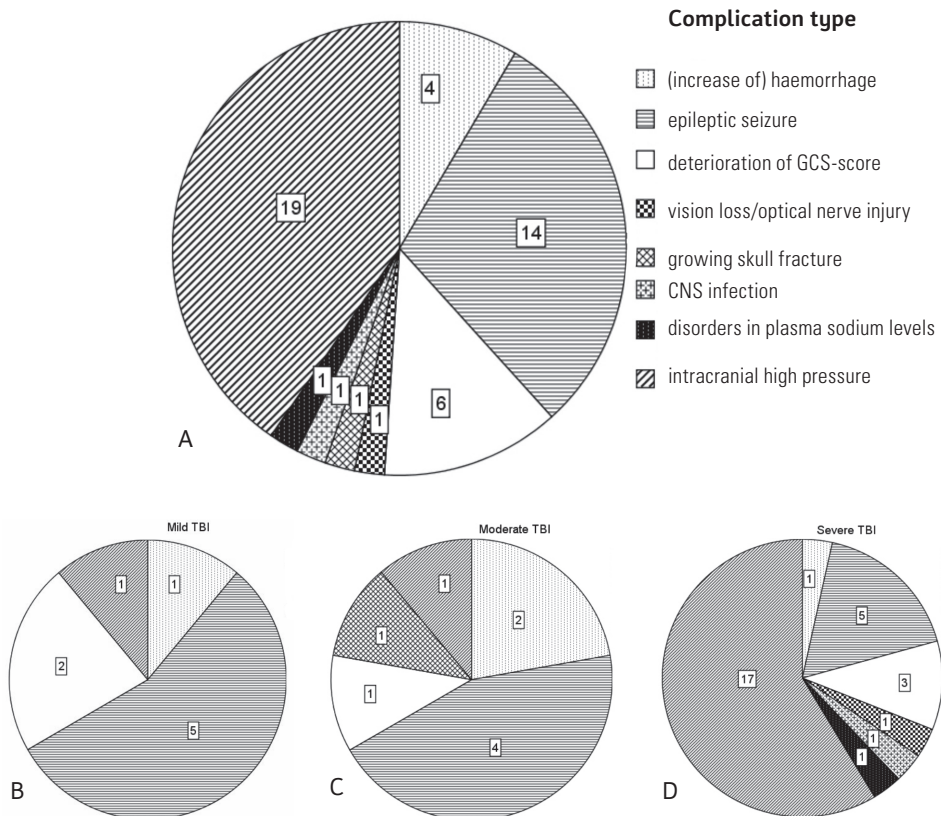 Complication type
(increase of) haemorrhage
epileptic seizure
deterioration of GCS-score
vision loss/optical nerve injury
growing skull fracture
CNS infection
disorders in plasma sodium levels
intracranial high pressure
4
14
6
1
1
1
1
19
A
Mild TBI
1
5
2
1
B
Moderate TBI
2
4
1
1
1
C
Severe TBI
1
5
3
1
1
1
17
D